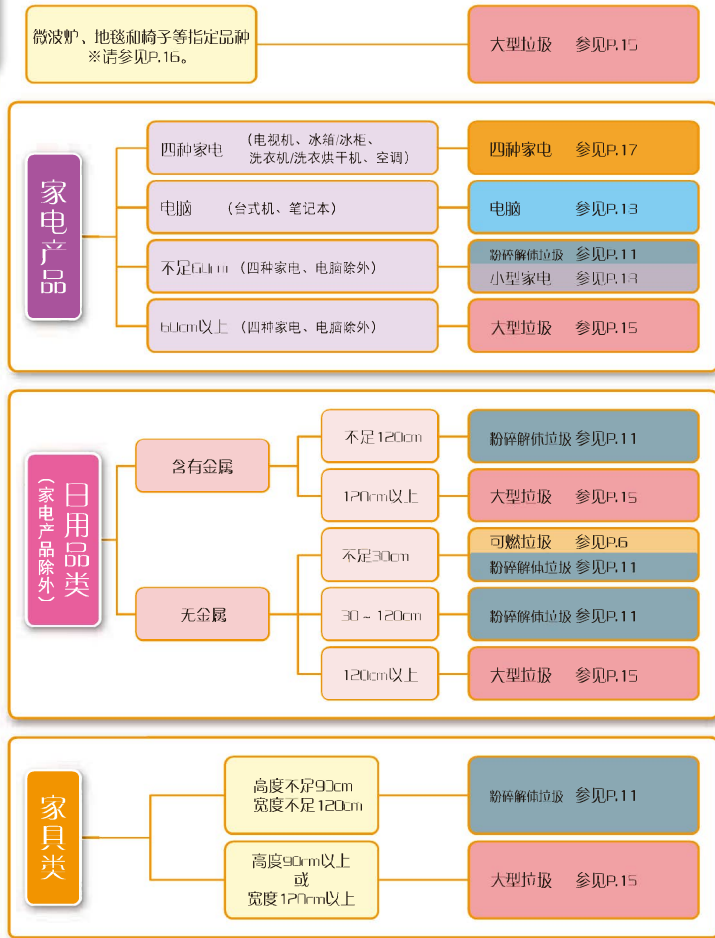 微波炉、地毯和椅子等指定品种
※请参见P.16。
大型垃圾 参见P.15
家电产品
四种家电 （电视机、冰箱/冰柜、
洗衣机/洗衣烘干机、空调）
四种家电 参见P.17
电脑 （台式机、笔记本）
电脑 参见P.13
不足60cm （四种家电、电脑除外）
粉碎解体垃圾 参见P.11
小型家电 参见P.18
60cm以上 （四种家电、电脑除外）
大型垃圾 参见P.15
日用品类
（家电产品除外）
含有金属
不足120cm
粉碎解体垃圾 参见P.11
120cm以上
大型垃圾 参见P.15
无金属
不足30cm
可燃垃圾 参见P.6
粉碎解体垃圾 参见P.11
30 ~ 120cm
粉碎解体垃圾 参见P.11
120cm以上
大型垃圾 参见P.15
家具类
高度不足90cm
宽度不足120cm
粉碎解体垃圾 参见P.11
高度90cm以上
或
宽度120cm以上
大型垃圾 参见P.15